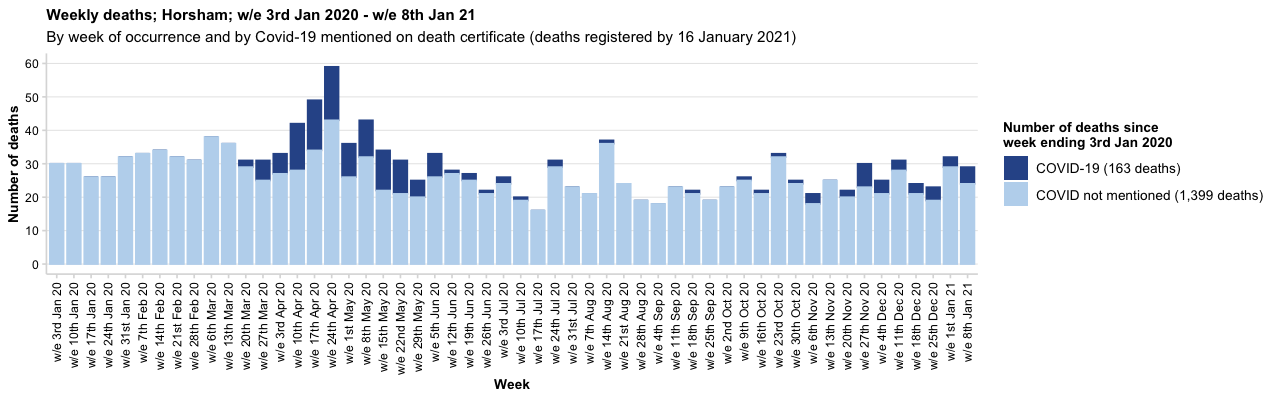 Weekly deaths; Horsham; w/e 3rd Jan 2020 - w/e 8th Jan 21
By week of occurrence and by Covid-19 mentioned on death certificate (deaths registered by 16 January 2021)
Number of deaths
60
50
40
30
20
10
0
w/e 3rd Jan 20
w/e 10th Jan 20
w/e 17th Jan 20
w/e 24th Jan 20
w/e 31st Jan 20
w/e 7th Feb 20
w/e 14th Feb 20
w/e 21st Feb 20
w/e 28th Feb 20
w/e 6th Mar 20
w/e 13th Mar 20
w/e 20th Mar 20
w/e 27th Mar 20
w/e 3rd Apr 20
w/e 10th Apr 20
w/e 17th Apr 20
w/e 24th Apr 20
w/e 1st May 20
w/e 8th May 20
w/e 15th May 20
w/e 22nd May 20
w/e 29th May 20
w/e 5th Jun 20
w/e 12th Jun 20
w/e 19th Jun 20
w/e 26th Jun 20
w/e 3rd Jul 20
w/e 10th Jul 20
w/e 17th Jul 20
w/e 24th Jul 20
w/e 31st Jul 20
w/e 7th Aug 20
w/e 14th Aug 20
w/e 21st Aug 20
w/e 28th Aug 20
w/e 4th Sep 20
w/e 11th Sep 20
w/e 18th Sep 20
w/e 25th Sep 20
w/e 2nd Oct 20
w/e 9th Oct 20
w/e 16th Oct 20
w/e 23rd Oct 20
w/e 30th Oct 20
w/e 6th Nov 20
w/e 13th Nov 20
w/e 20th Nov 20
w/e 27th Nov 20
w/e 4th Dec 20
w/e 11th Dec 20
w/e 18th Dec 20
w/e 25th Dec 20
w/e 1st Jan 21
w/e 8th Jan 21
Week
Number of deaths since
week ending 3rd Jan 2020
COVID-19 (163 deaths)
COVID not mentioned (1,399 deaths)